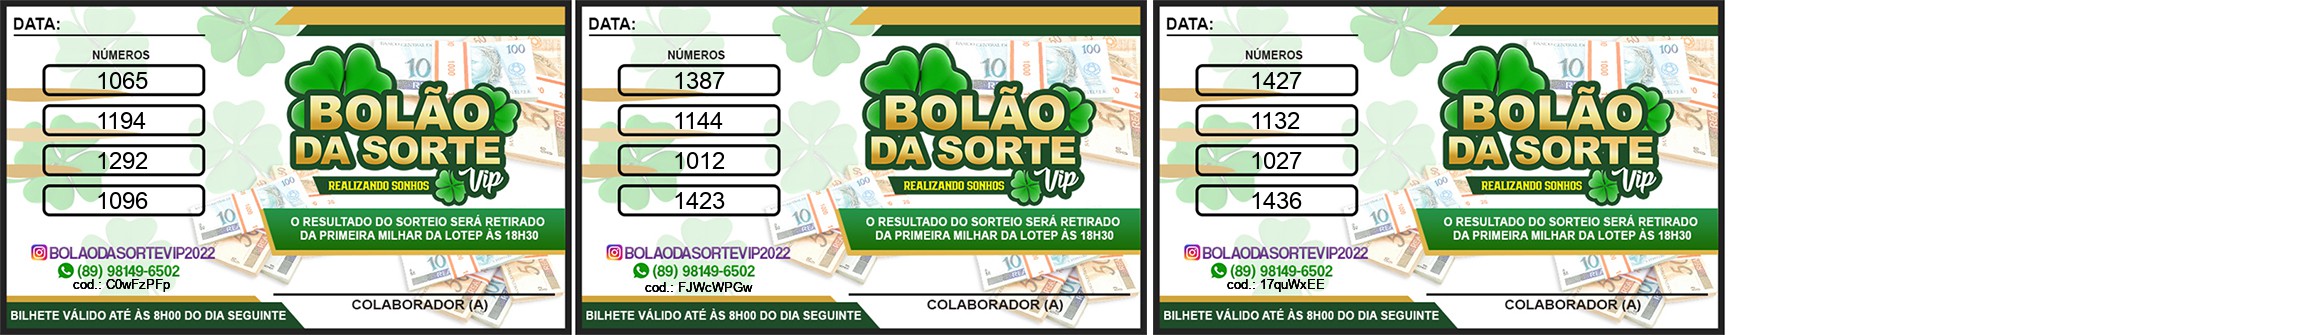 DATA:
NÚMEROS
1065
1194
1292
1096
BOLÃO
DA SORTE
REALIZANDO SONHOS Vip
O RESULTADO DO SORTEIO SERÁ RETIRADO
DA PRIMEIRA MILHAR DA LOTEP ÀS 18H30
BOLAODASORTEVIP2022
(89) 98149-6502
cod.: C0wFzPFp
COLABORADOR (A)
BILHETE VÁLIDO ATÉ ÀS 8H00 DO DIA SEGUINTE
DATA:
NÚMEROS
1387
1144
1012
1423
BOLÃO
DA SORTE
REALIZANDO SONHOS Vip
O RESULTADO DO SORTEIO SERÁ RETIRADO
DA PRIMEIRA MILHAR DA LOTEP ÀS 18H30
BOLAODASORTEVIP2022
(89) 98149-6502
cod.: FJWcWPGw
COLABORADOR (A)
BILHETE VÁLIDO ATÉ ÀS 8H00 DO DIA SEGUINTE
DATA:
NÚMEROS
1427
1132
1027
1436
BOLÃO
DA SORTE
REALIZANDO SONHOS Vip
O RESULTADO DO SORTEIO SERÁ RETIRADO
DA PRIMEIRA MILHAR DA LOTEP ÀS 18H30
BOLAODASORTEVIP2022
(89) 98149-6502
cod.: 17quWxEE
COLABORADOR (A)
BILHETE VÁLIDO ATÉ ÀS 8H00 DO DIA SEGUINTE